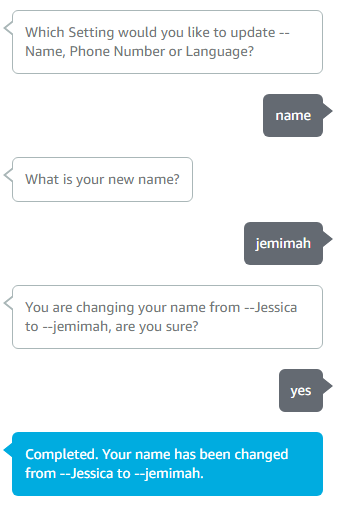 Which Setting would you like to update --
Name, Phone Number or Language?
name
What is your new name?
jemimah
You are changing your name from --Jessica
to --jemimah, are you sure?
yes
Completed. Your name has been changed
from --Jessica to --jemimah.